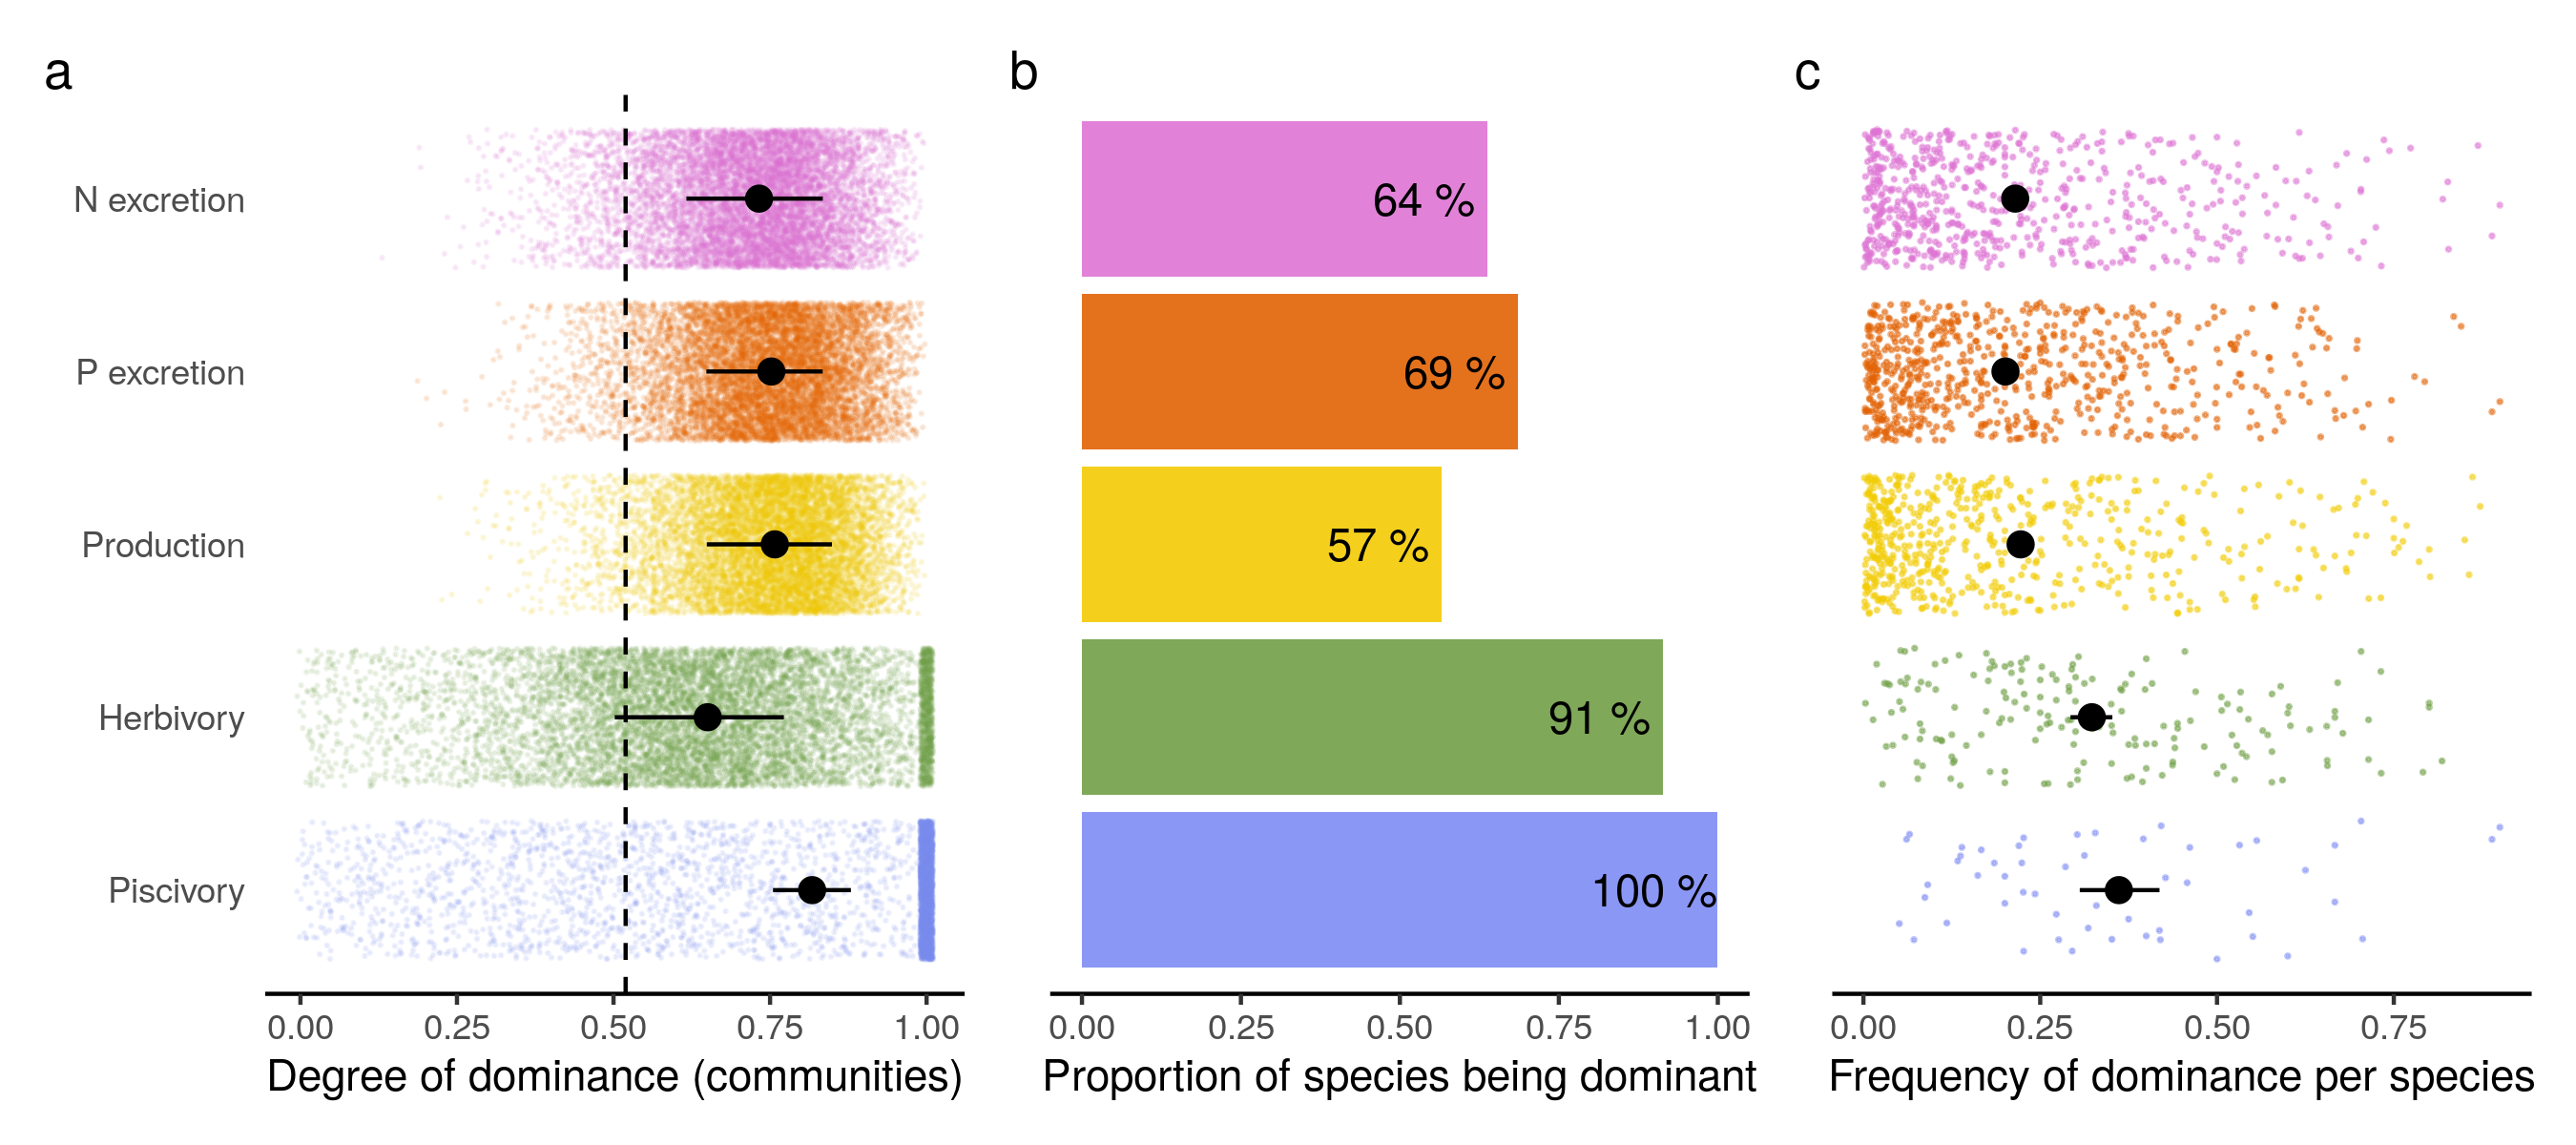 a
b
c
N excretion
P excretion
Production
Herbivory
Piscivory
64 %
69 %
57 %
91 %
100 %
0.00 0.25 0.50 0.75 1.00
Degree of dominance (communities)
0.00 0.25 0.50 0.75 1.00
Proportion of species being dominant
0.00 0.25 0.50 0.75
Frequency of dominance per species